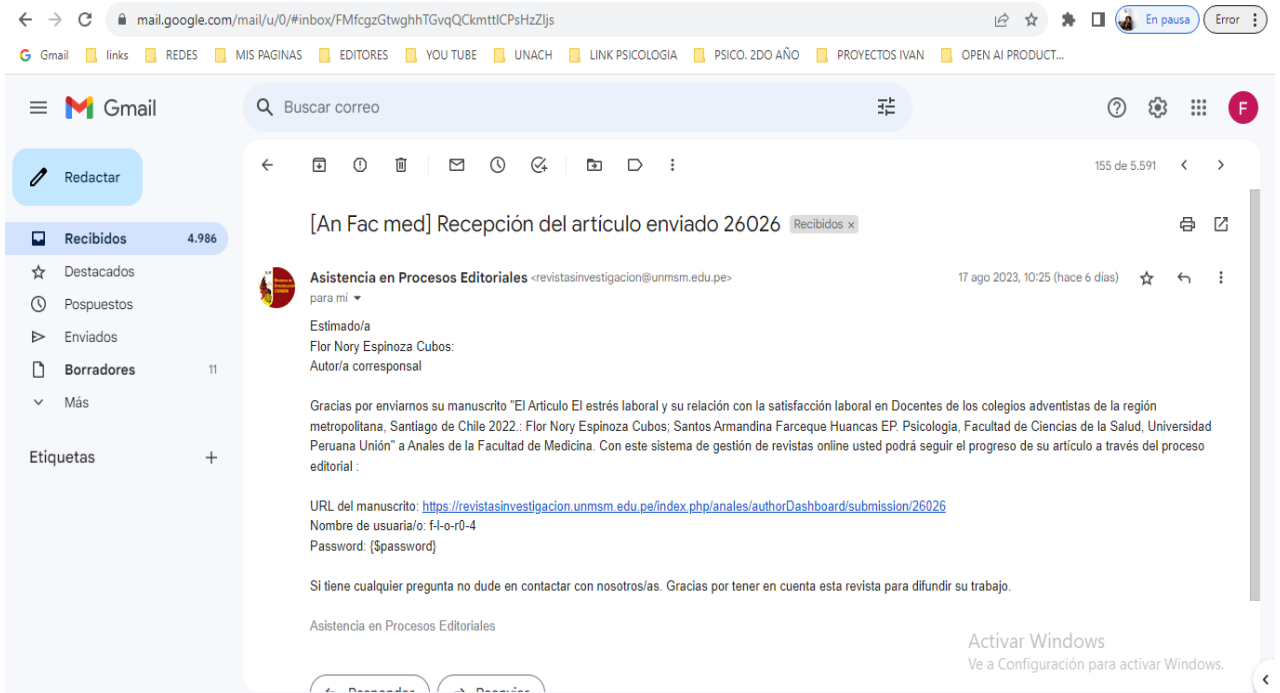 mail.google.com/mail/u/0/#inbox/FMfcgzGtwghhTGvqQCkmttlCPsHzZljs
En pausa
Error
G Gmail links REDES MIS PAGINAS EDITORES YOU TUBE UNACH LINK PSICOLOGIA PSICO. 2DO AÑO PROYECTOS IVAN OPEN AI PRODUCT...
Gmail
Buscar correo
F
Redactar
155 de 5.591
[An Fac med] Recepción del artículo enviado 26026 Recibidos ×
Recibidos 4.986
Destacados
Pospuestos
Enviados
Borradores 11
Más
Etiquetas +
Asistencia en Procesos Editoriales <revistasinvestigacion@unmsm.edu.pe> 17 ago 2023, 10:25 (hace 6 días)
para mí
Estimado/a
Flor Nory Espinoza Cubos:
Autor/a corresponsal
Gracias por enviarnos su manuscrito "El Articulo El estrés laboral y su relación con la satisfacción laboral en Docentes de los colegios adventistas de la región
metropolitana, Santiago de Chile 2022.: Flor Nory Espinoza Cubos; Santos Armandina Farceque Huancas EP. Psicologia, Facultad de Ciencias de la Salud, Universidad
Peruana Unión" a Anales de la Facultad de Medicina. Con este sistema de gestión de revistas online usted podrá seguir el progreso de su artículo a través del proceso
editorial :
URL del manuscrito: https://revistasinvestigacion.unmsm.edu.pe/index.php/anales/authorDashboard/submission/26026
Nombre de usuaria/o: f-l-o-r0-4
Password: {$password}
Si tiene cualquier pregunta no dude en contactar con nosotros/as. Gracias por tener en cuenta esta revista para difundir su trabajo.
Asistencia en Procesos Editoriales
Activar Windows
Ve a Configuración para activar Windows.
Responder
Reenviar